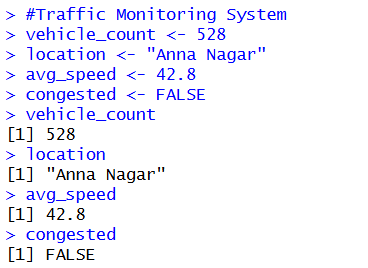 > #Traffic Monitoring System
> vehicle_count <- 528
> location <- "Anna Nagar"
> avg_speed <- 42.8
> congested <- FALSE
> vehicle_count
[1] 528
> location
[1] "Anna Nagar"
> avg_speed
[1] 42.8
> congested
[1] FALSE